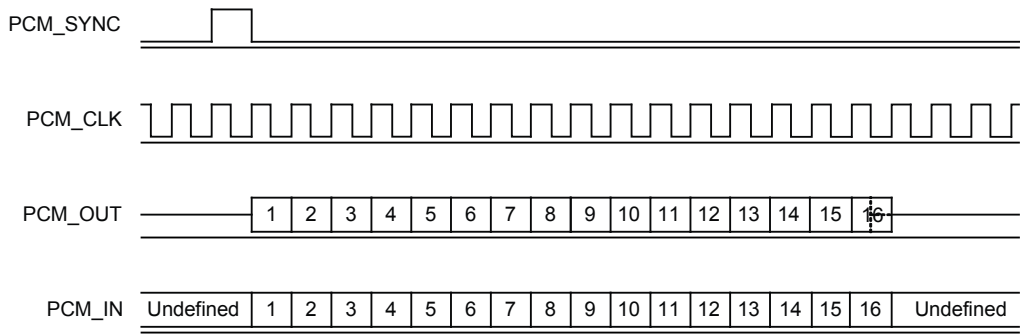 PCM_SYNC
PCM_CLK
PCM_OUT 1 2 3 4 5 6 7 8 9 10 11 12 13 14 15 16
PCM_IN Undefined 1 2 3 4 5 6 7 8 9 10 11 12 13 14 15 16 Undefined